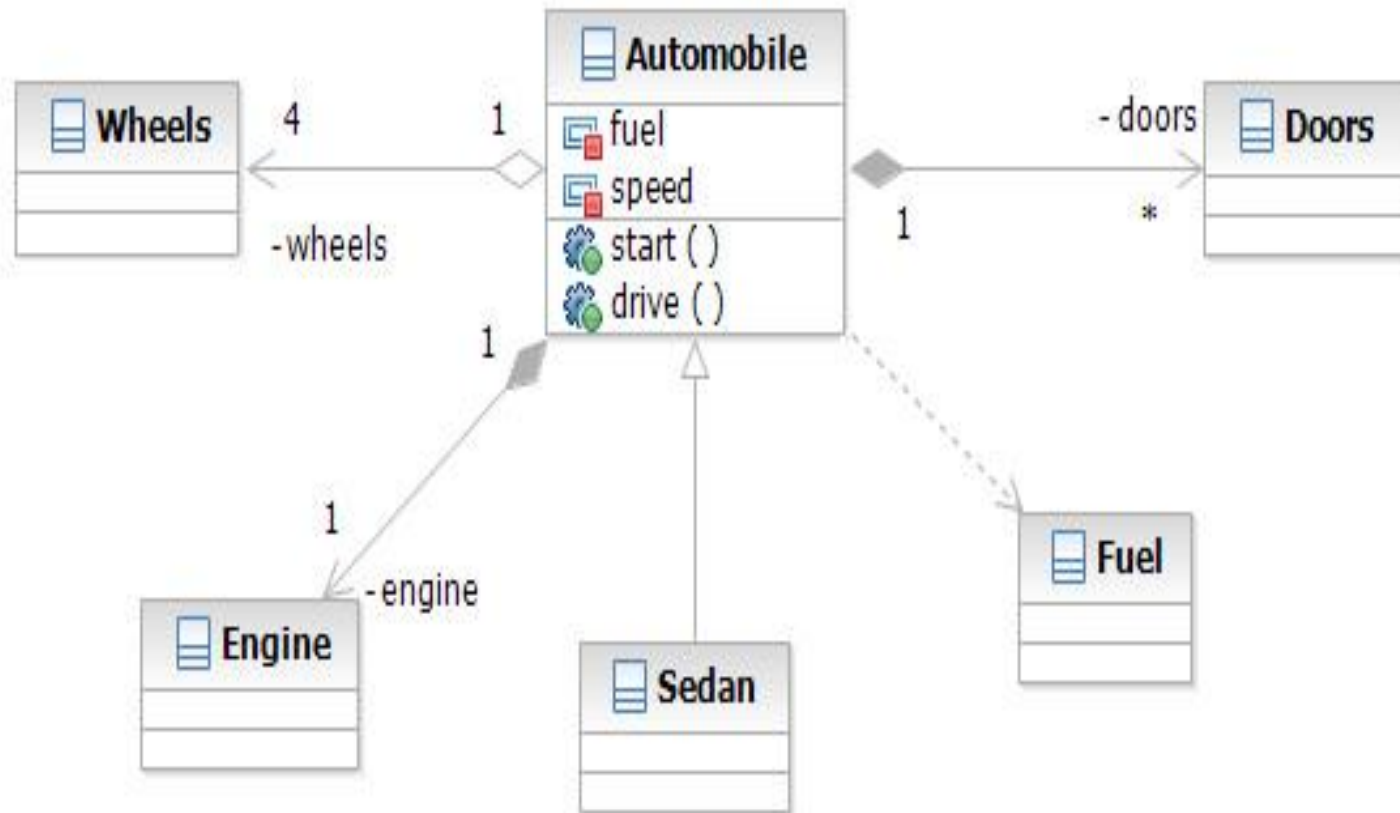 Automobile
fuel
speed
start ( )
drive ( )
Wheels
4
1
-wheels
-doors
1
*
Doors
1
1
-engine
Engine
Sedan
Fuel